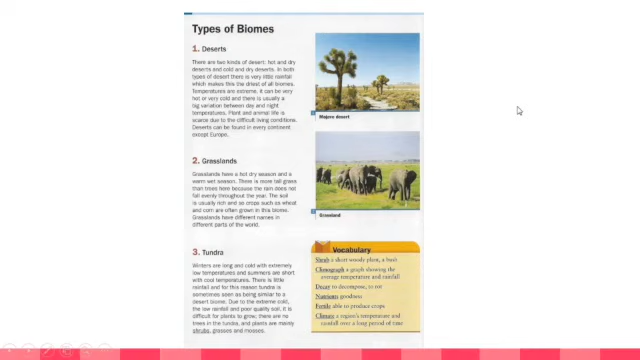 Types of Biomes
1. Deserts
There are two kinds of desert: hot and dry
deserts and cold and dry deserts. In both
types of desert there is very little rainfall
which makes this the driest of all biomes.
Temperatures are extreme. It can be very
hot or very cold and there is usually a
big variation between day and night
temperatures. Plant and animal life is
scarce due to the difficult living conditions.
Deserts can be found in every continent
except Europe.
Mojave desert
2. Grasslands
Grasslands have a hot dry season and a
warm wet season. There is more tall grass
than trees here because the rain does not
fall evenly throughout the year. The soil
is usually rich and so crops such as wheat
and corn are often grown in this biome.
Grasslands have different names in
different parts of the world.
Grassland
3. Tundra
Winters are long and cold with extremely
low temperatures and summers are short
with cool temperatures. There is little
rainfall and for this reason tundra is
sometimes seen as being similar to a
desert biome. Due to the extreme cold,
the low rainfall and poor quality soil, it is
difficult for plants to grow; there are no
trees in the tundra, and plants are mainly
shrubs, grasses and mosses.
Vocabulary
Shrub a short woody plant, a bush
Climograph a graph showing the
average temperature and rainfall
Decay to decompose, to rot
Nutrients goodness
Fertile able to produce crops
Climate a region's temperature and
rainfall over a long period of time